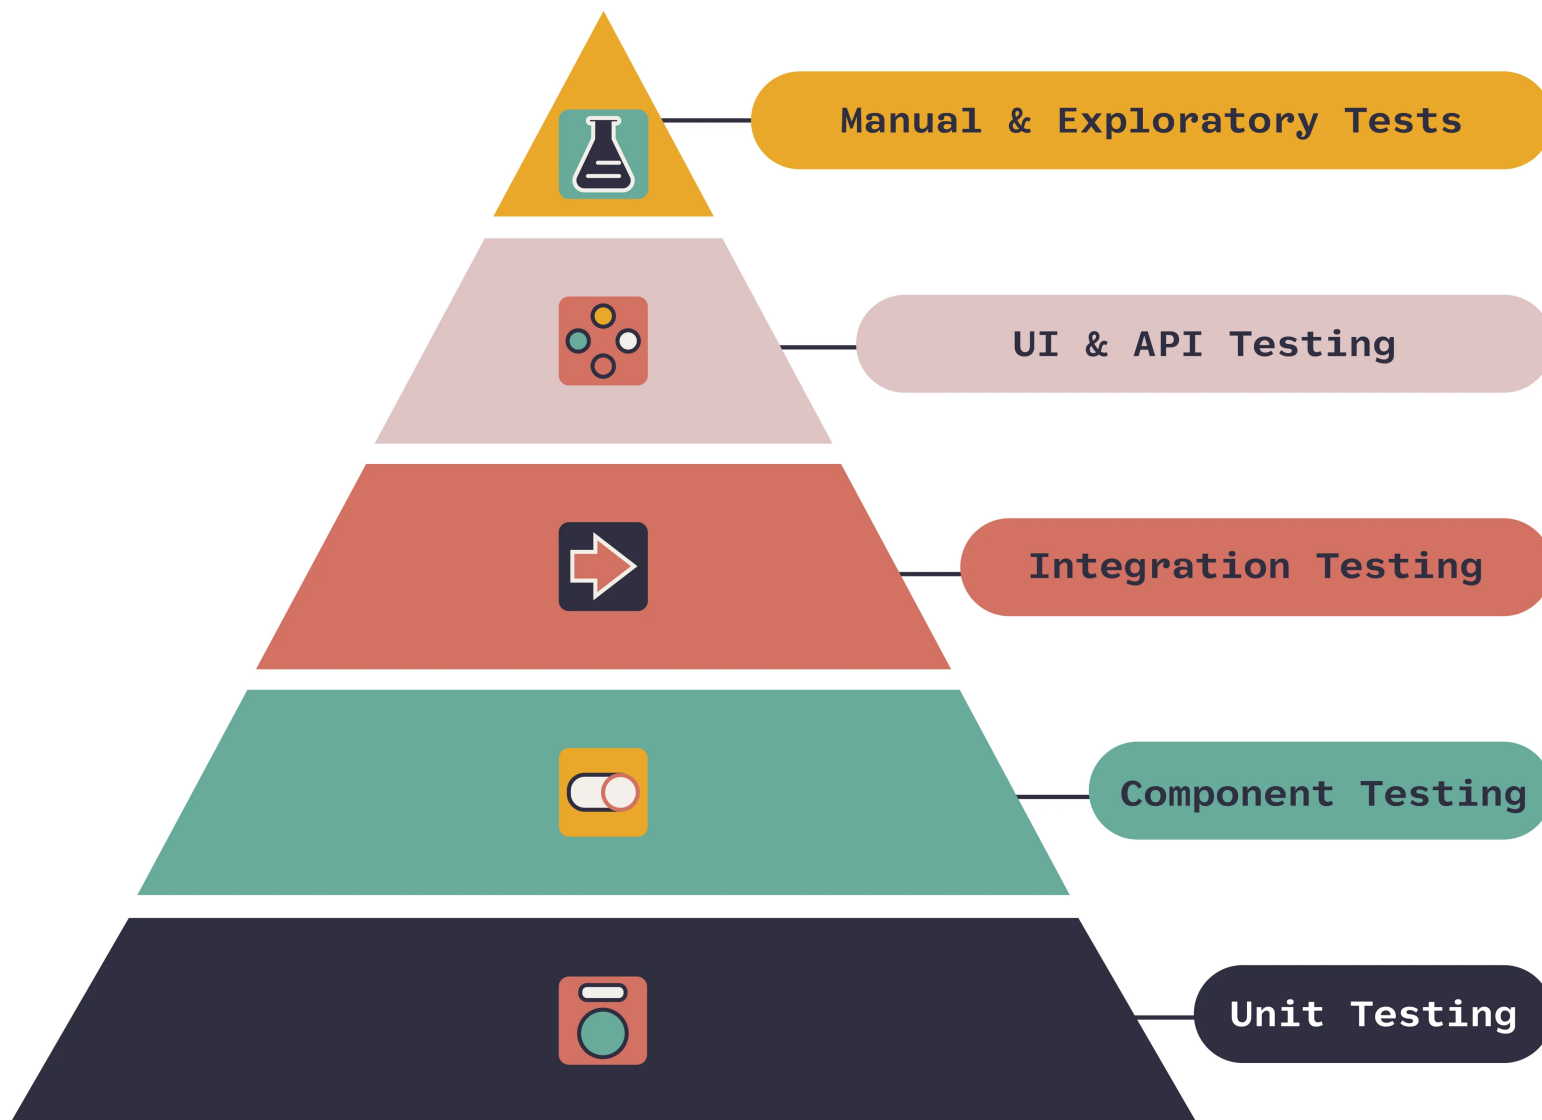 Manual & Exploratory Tests
UI & API Testing
Integration Testing
Component Testing
Unit Testing